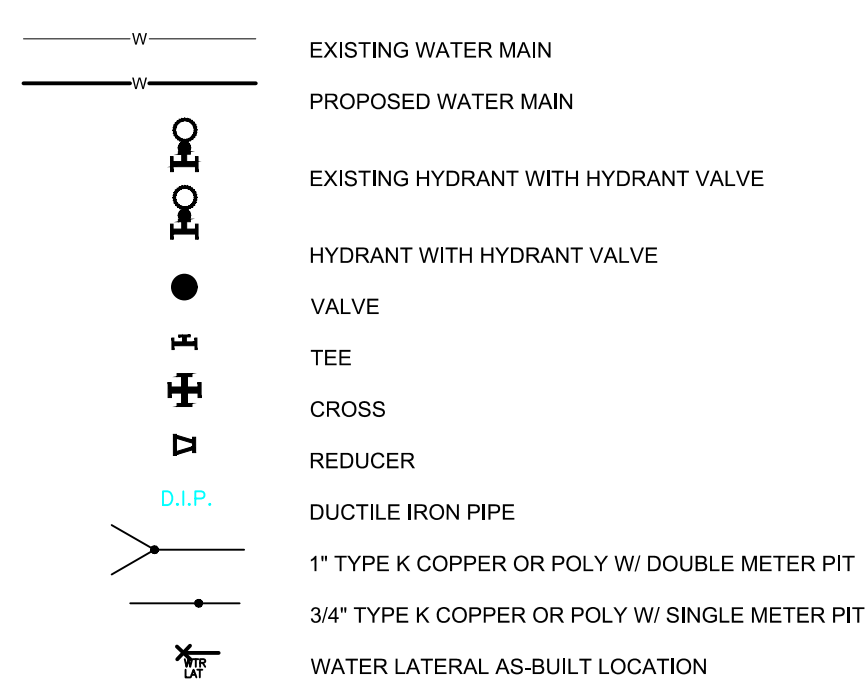 W
EXISTING WATER MAIN
W
PROPOSED WATER MAIN
EXISTING HYDRANT WITH HYDRANT VALVE
HYDRANT WITH HYDRANT VALVE
VALVE
TEE
CROSS
REDUCER
D.I.P.
DUCTILE IRON PIPE
1" TYPE K COPPER OR POLY W/ DOUBLE METER PIT
3/4" TYPE K COPPER OR POLY W/ SINGLE METER PIT
WTR
LAT
WATER LATERAL AS-BUILT LOCATION